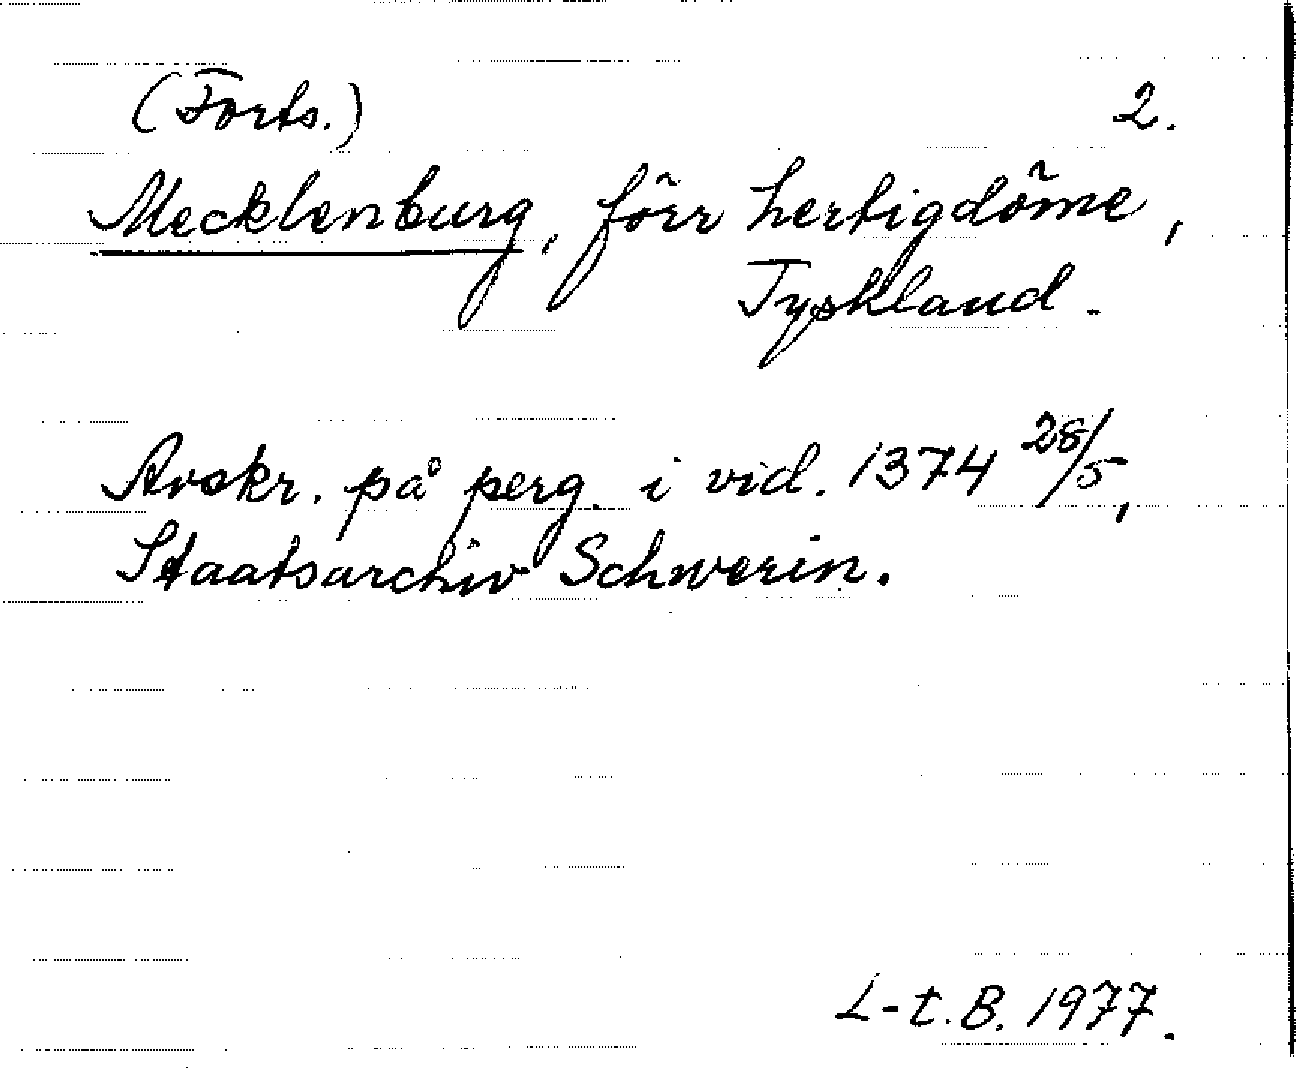 (Forts.) 2.
Mecklenburg, förr hertigdöme,
Tyskland.
Avskr. på perg. i vid. 1374 28/5,
Staatsarchiv Schwerin.
L-t. B. 1977.